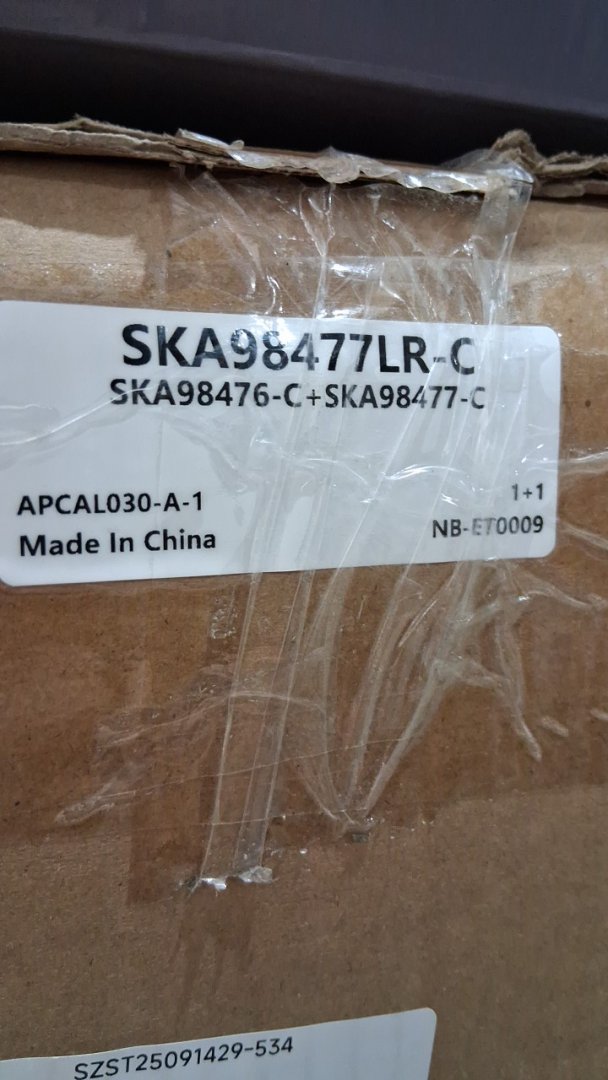 SKA98477LR-C
SKA98476-C+SKA98477-C
APCAL030-A-1
1+1
Made In China
NB-ET0009
SZST25091429-534